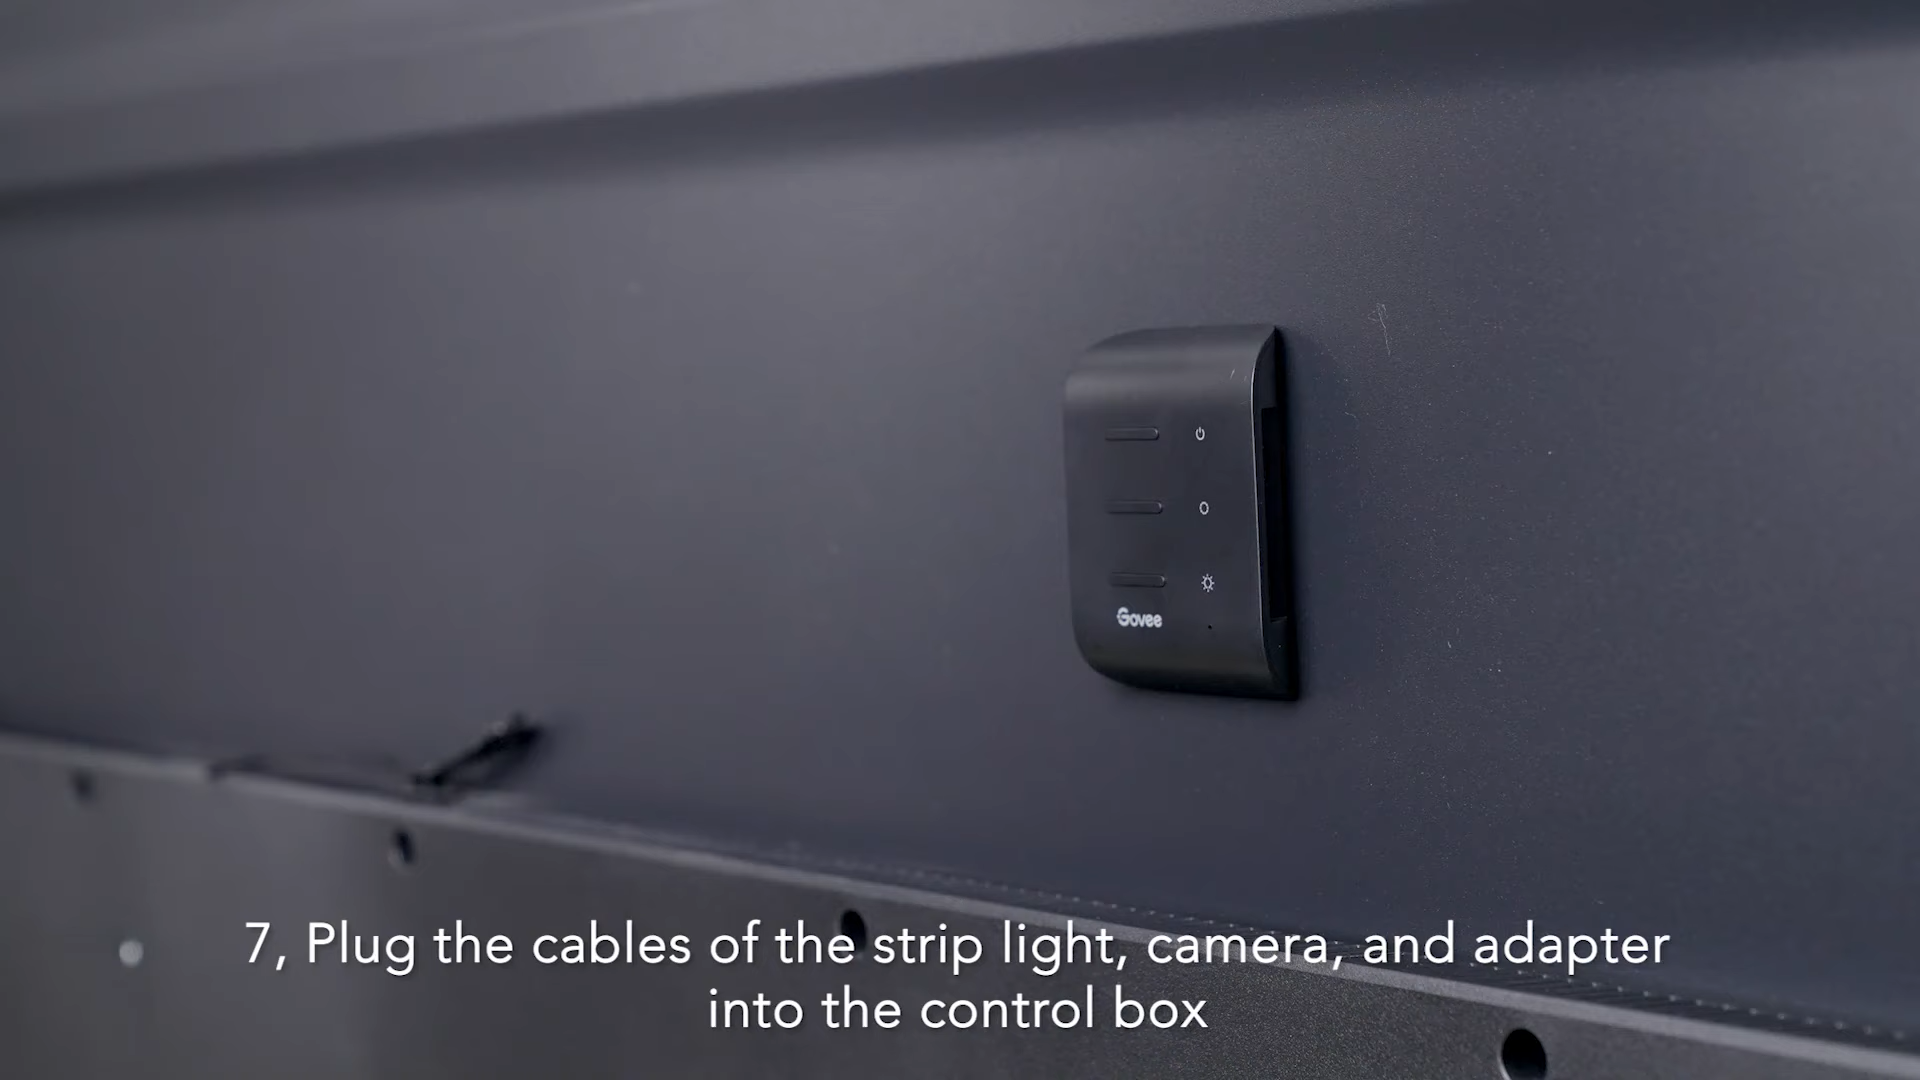 Govee
7, Plug the cables of the strip light, camera, and adapter
into the control box